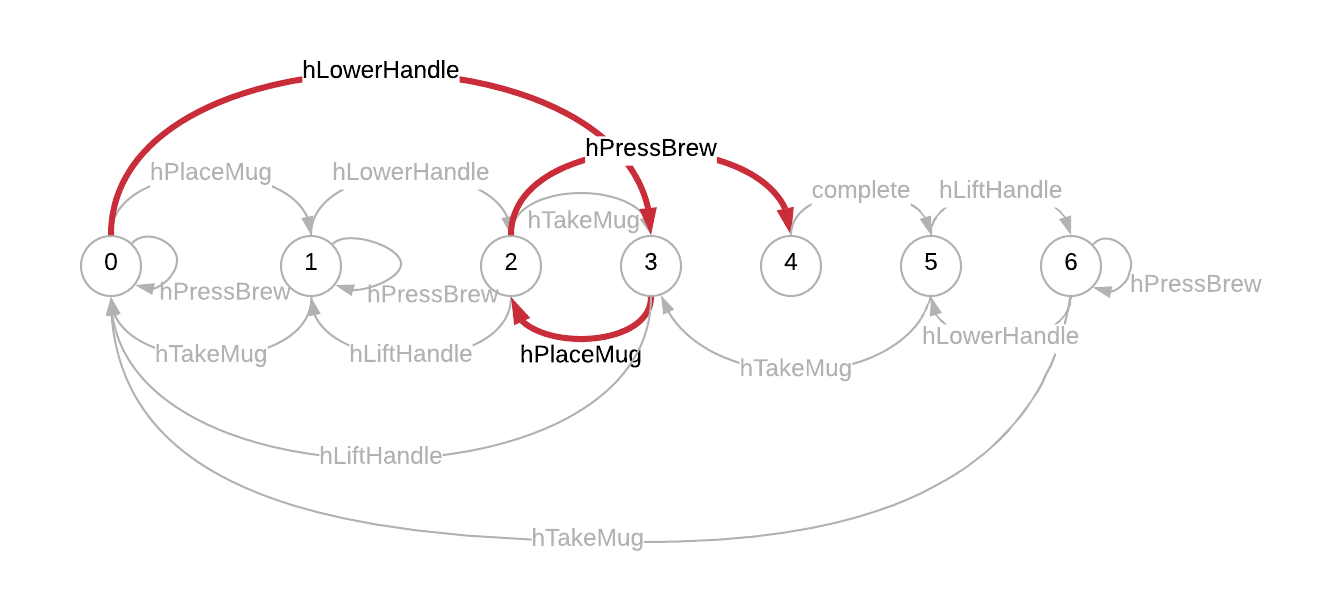 hLowerHandle
hPressBrew
hPlaceMug
hLowerHandle
complete
hLiftHandle
hTakeMug
0
1
2
3
4
5
6
hPressBrew
hPressBrew
hPressBrew
hLowerHandle
hTakeMug
hLiftHandle
hPlaceMug
hTakeMug
hLiftHandle
hTakeMug